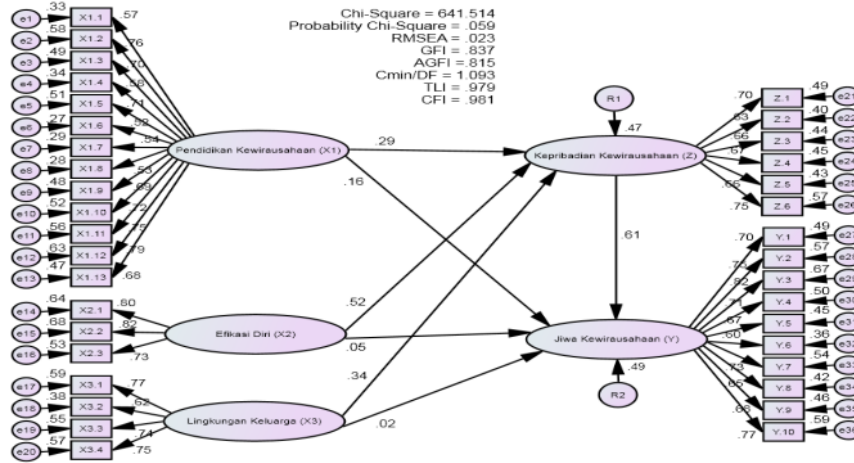 Chi-Square = 641.514
Probability Chi-Square = .059
RMSEA = .023
GFI = .837
AGFI =.815
Cmin/DF = 1.093
TLI = .979
CFI = .981
e1 .33 X1.1 .57
e2 .58 X1.2 .76
e3 .49 X1.3 .70
e4 .34 X1.4 .58
e5 .51 X1.5 .71
e6 .27 X1.6 .52
e7 .29 X1.7 .54
e8 .28 X1.8 .53
e9 .48 X1.9 .69
e10 .52 X1.10 .72
e11 .56 X1.11 .75
e12 .63 X1.12 .79
e13 .47 X1.13 .68
Pendidikan Kewirausahaan (X1)
.29
.16
e14 .64 X2.1 .80
e15 .68 X2.2 .82
e16 .53 X2.3 .73
Efikasi Diri (X2)
.52
.05
e17 .59 X3.1 .77
e18 .38 X3.2 .62
e19 .55 X3.3 .74
e20 .57 X3.4 .75
Lingkungan Keluarga (X3)
.34
.02
R1
.47
Kepribadian Kewirausahaan (Z)
.61
.70 Z.1 .49
.63 Z.2 .40
.66 Z.3 .44
.67 Z.4 .45
.65 Z.5 .43
.75 Z.6 .57
Jiwa Kewirausahaan (Y)
.49
R2
.70 Y.1 .49
Y.2 .57
.82 Y.3 .67
.71 Y.4 .50
.67 Y.5 .45
.60 Y.6 .36
.73 Y.7 .54
.65 Y.8 .42
Y.9 .46
.77 Y.10 .59